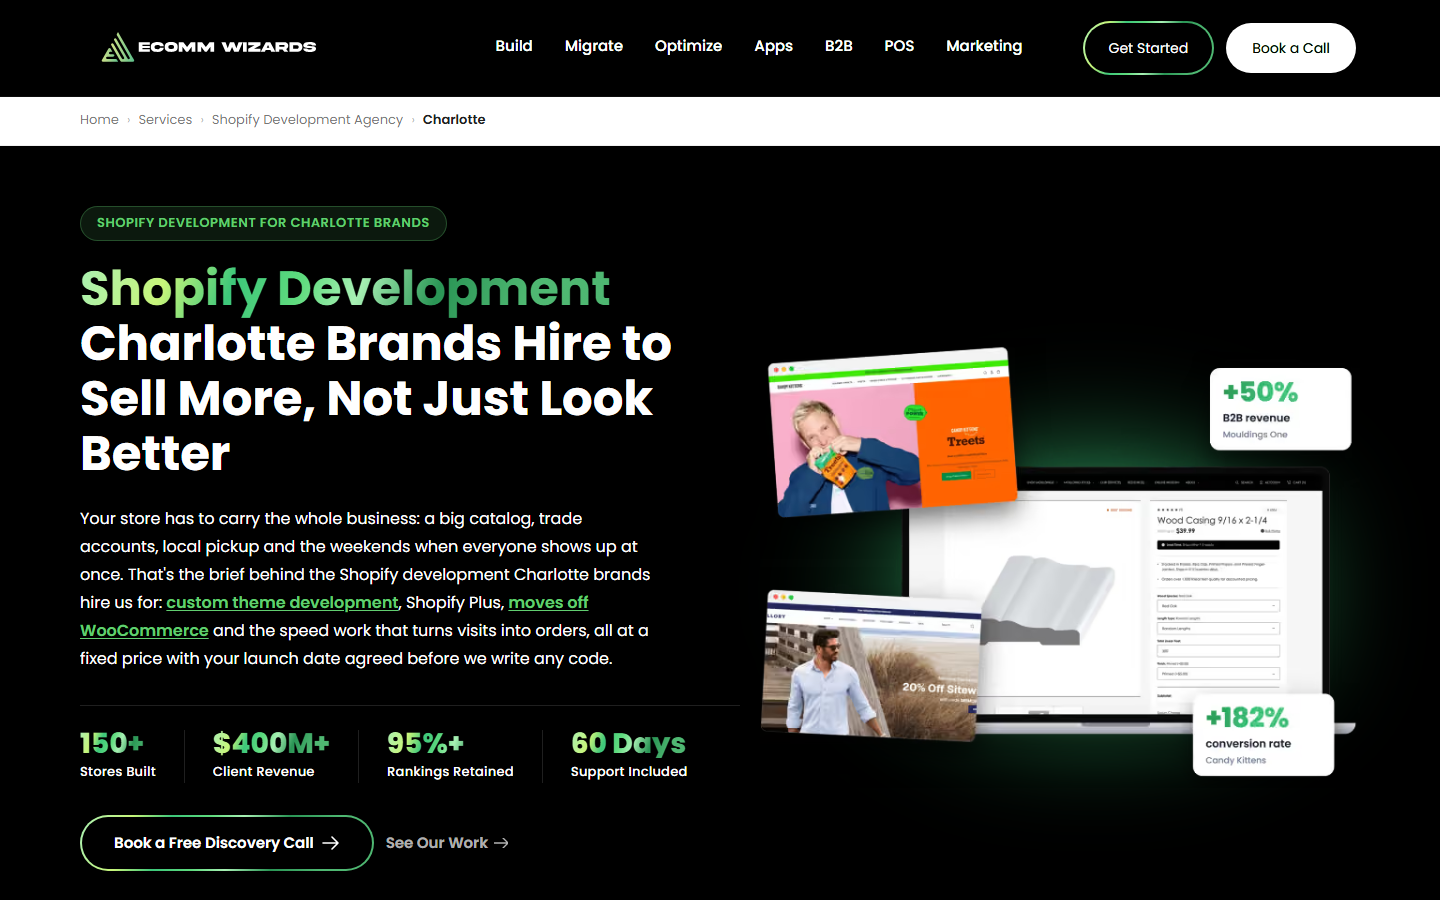 ECOMM WIZARDS
Build Migrate Optimize Apps B2B POS Marketing
Get Started
Book a Call
Home › Services › Shopify Development Agency › Charlotte
SHOPIFY DEVELOPMENT FOR CHARLOTTE BRANDS
Shopify Development
Charlotte Brands Hire to
Sell More, Not Just Look
Better
Your store has to carry the whole business: a big catalog, trade
accounts, local pickup and the weekends when everyone shows up at
once. That's the brief behind the Shopify development Charlotte brands
hire us for: custom theme development, Shopify Plus, moves off
WooCommerce and the speed work that turns visits into orders, all at a
fixed price with your launch date agreed before we write any code.
150+
Stores Built
$400M+
Client Revenue
95%+
Rankings Retained
60 Days
Support Included
Book a Free Discovery Call →
See Our Work →
Treets
+50%
B2B revenue
Mouldings One
Wood Casing 9/16 x 2-1/4
$39.99
20% Off Sitew
+182%
conversion rate
Candy Kittens